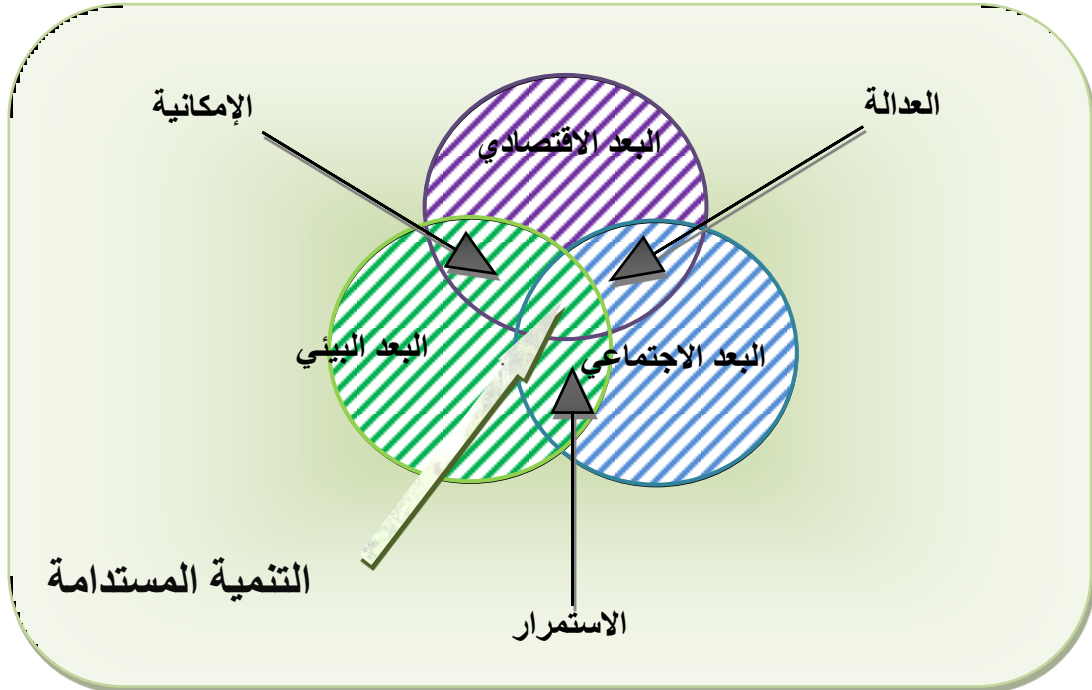 العدالة
الإمكانية
البعد الاقتصادي
البعد الاجتماعي
البعد البيئي
التنمية المستدامة
الاستمرار